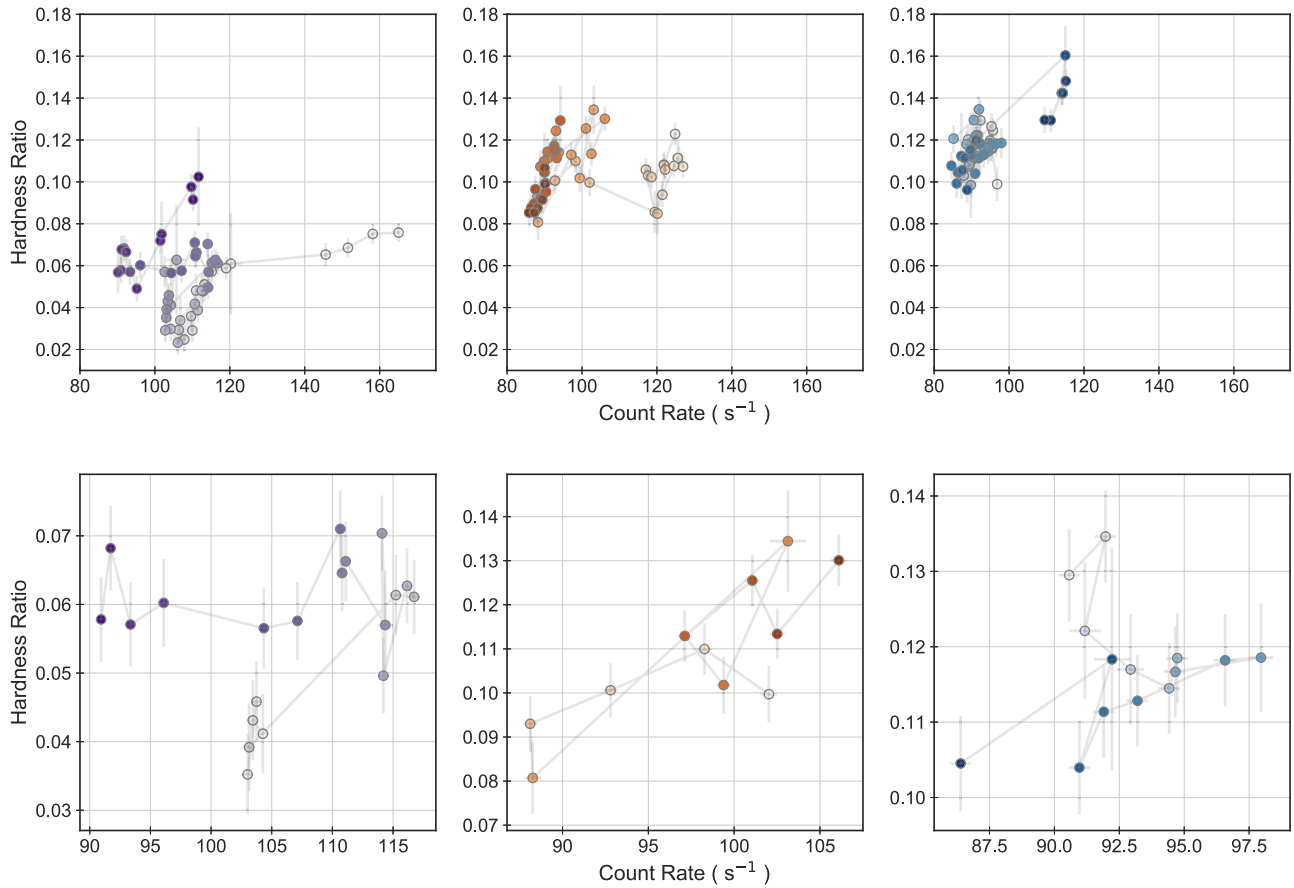 0.18 0.18 0.18
0.16 0.16 0.16
0.14 0.14 0.14
0.12 0.12 0.12
0.10 0.10 0.10
0.08 0.08 0.08
0.06 0.06 0.06
0.04 0.04 0.04
0.02 0.02 0.02
Hardness Ratio
80 100 120 140 160 80 100 120 140 160 80 100 120 140 160
Count Rate ( s⁻¹ )
0.07 0.14 0.14
0.06 0.13 0.13
0.05 0.12 0.12
0.04 0.11 0.11
0.03 0.10 0.10
0.09
0.08
0.07
Hardness Ratio
90 95 100 105 110 115 90 95 100 105 87.5 90.0 92.5 95.0 97.5
Count Rate ( s⁻¹ )